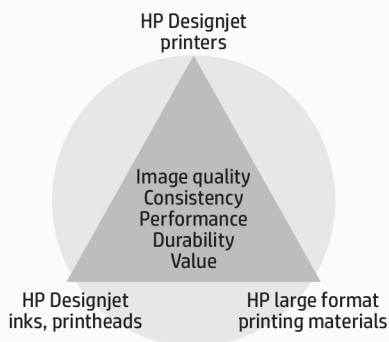 HP Designjet
printers
Image quality
Consistency
Performance
Durability
Value
HP Designjet
inks, printheads
HP large format
printing materials